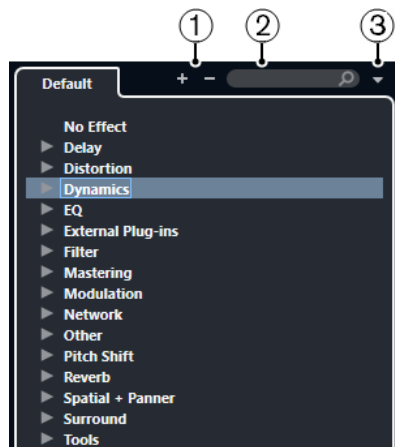 1 2 3
Default + −
No Effect
Delay
Distortion
Dynamics
EQ
External Plug-ins
Filter
Mastering
Modulation
Network
Other
Pitch Shift
Reverb
Spatial + Panner
Surround
Tools